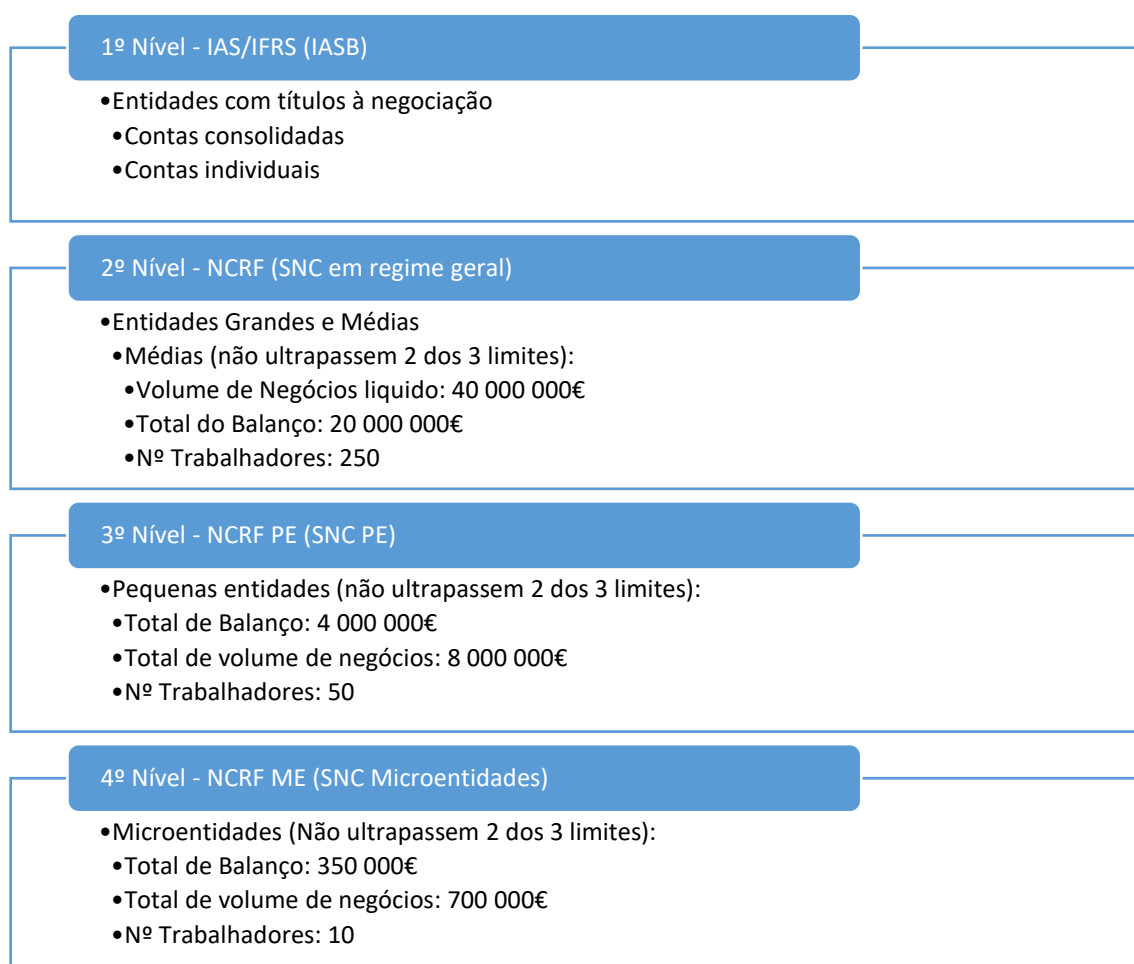 1º Nível - IAS/IFRS (IASB)
•Entidades com títulos à negociação
•Contas consolidadas
•Contas individuais
2º Nível - NCRF (SNC em regime geral)
•Entidades Grandes e Médias
•Médias (não ultrapassem 2 dos 3 limites):
•Volume de Negócios liquido: 40 000 000€
•Total do Balanço: 20 000 000€
•Nº Trabalhadores: 250
3º Nível - NCRF PE (SNC PE)
•Pequenas entidades (não ultrapassem 2 dos 3 limites):
•Total de Balanço: 4 000 000€
•Total de volume de negócios: 8 000 000€
•Nº Trabalhadores: 50
4º Nível - NCRF ME (SNC Microentidades)
•Microentidades (Não ultrapassem 2 dos 3 limites):
•Total de Balanço: 350 000€
•Total de volume de negócios: 700 000€
•Nº Trabalhadores: 10